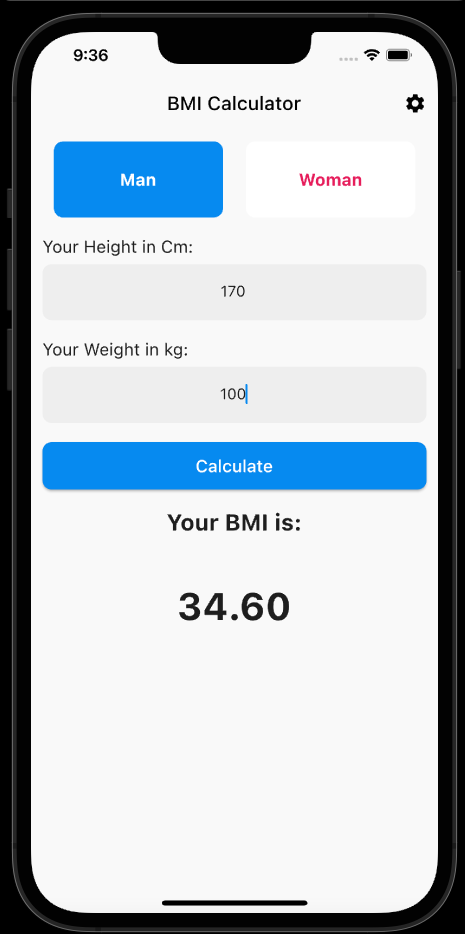 9:36
BMI Calculator
Man
Woman
Your Height in Cm:
170
Your Weight in kg:
100
Calculate
Your BMI is:
34.60